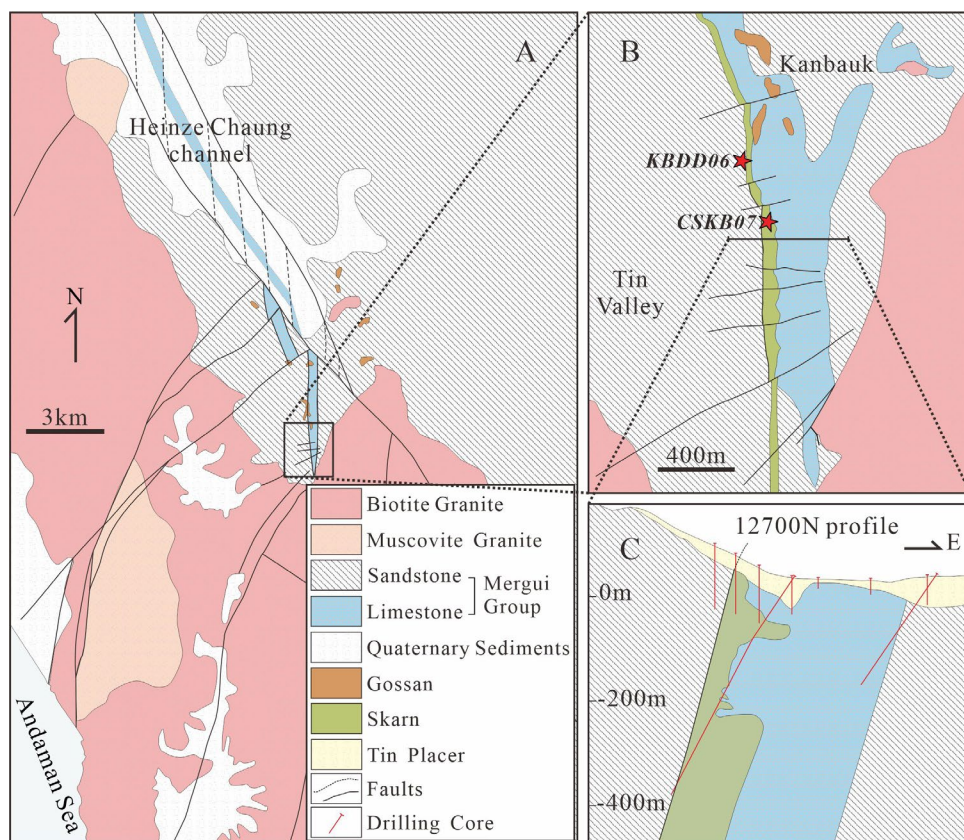 A
Heinze Chaung
channel
N
3km
Andaman Sea
Biotite Granite
Muscovite Granite
Sandstone
Limestone
Mergui
Group
Quaternary Sediments
Gossan
Skarn
Tin Placer
Faults
Drilling Core
B
Kanbauk
KBDD06
CSKB07
Tin
Valley
400m
C
12700N profile
E
0m
-200m
-400m